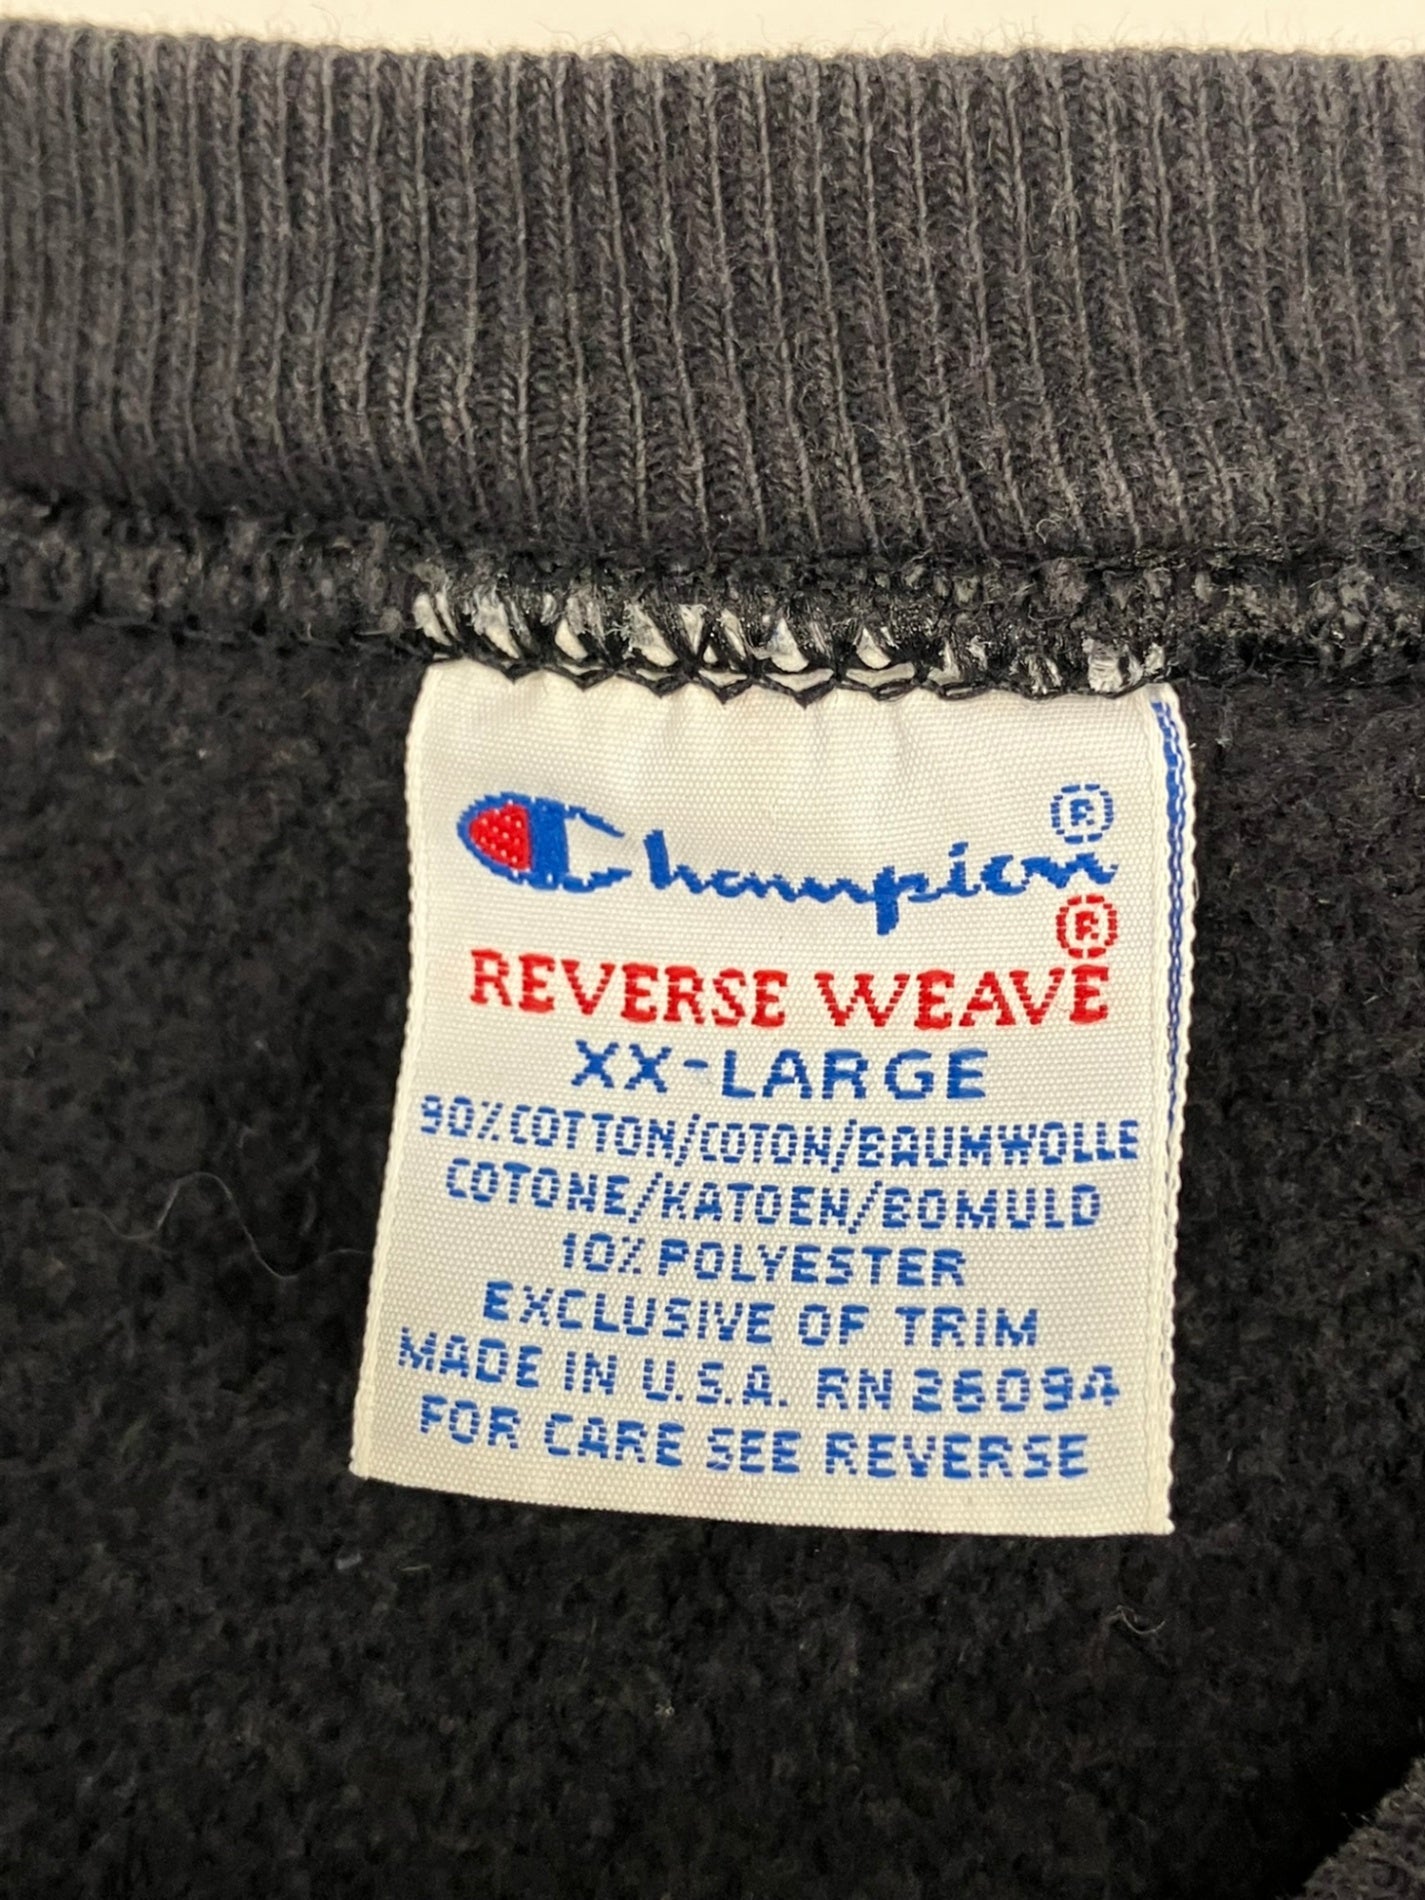 Champion®
REVERSE WEAVE®
XX-LARGE
90% COTTON/COTON/BAUMWOLLE
COTONE/KATOEN/BOMULD
10% POLYESTER
EXCLUSIVE OF TRIM
MADE IN U.S.A. RN 26094
FOR CARE SEE REVERSE